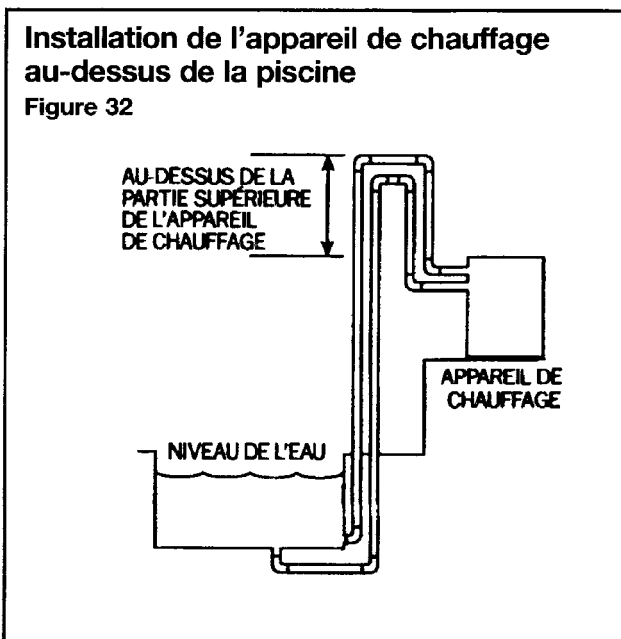 Installation de l'appareil de chauffage
au-dessus de la piscine
Figure 32
AU-DESSUS DE LA
PARTIE SUPÉRIEURE
DE L'APPAREIL
DE CHAUFFAGE
APPAREIL DE
CHAUFFAGE
NIVEAU DE L'EAU